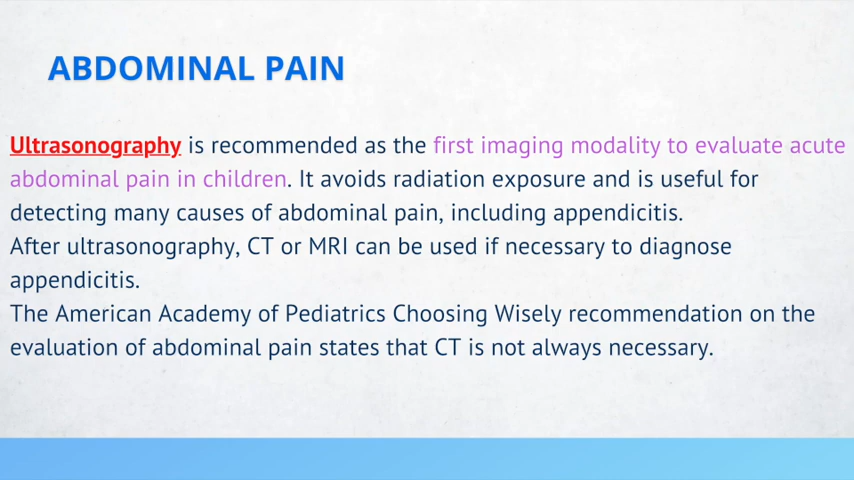 ABDOMINAL PAIN
Ultrasonography is recommended as the first imaging modality to evaluate acute
abdominal pain in children. It avoids radiation exposure and is useful for
detecting many causes of abdominal pain, including appendicitis.
After ultrasonography, CT or MRI can be used if necessary to diagnose
appendicitis.
The American Academy of Pediatrics Choosing Wisely recommendation on the
evaluation of abdominal pain states that CT is not always necessary.